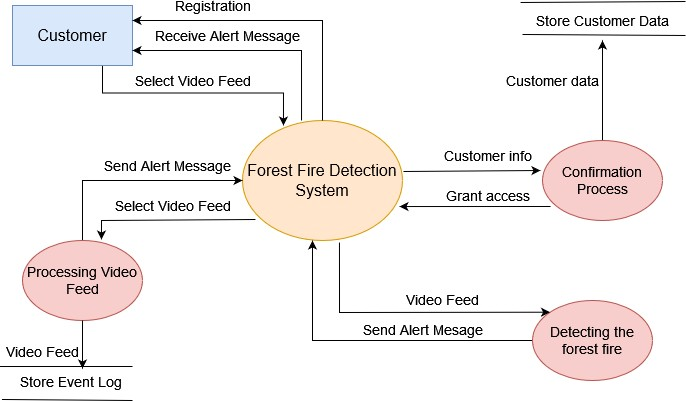 Registration
Store Customer Data
Customer
Receive Alert Message
Select Video Feed
Customer data
Send Alert Message
Forest Fire Detection
System
Customer info
Confirmation
Process
Select Video Feed
Grant access
Processing Video
Feed
Video Feed
Send Alert Mesage
Detecting the
forest fire
Video Feed
Store Event Log